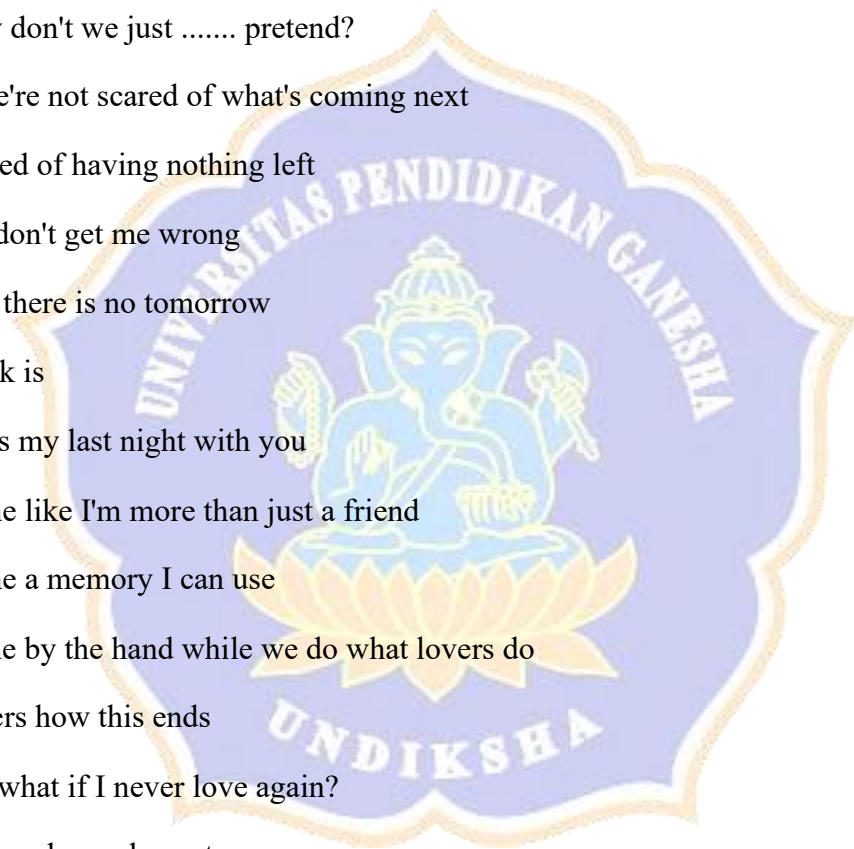 y don't we just ....... pretend?
e're not scared of what's coming next
ed of having nothing left
don't get me wrong
there is no tomorrow
k is
s my last night with you
e like I'm more than just a friend
e a memory I can use
e by the hand while we do what lovers do
ers how this ends
what if I never love again?
UNIVERSITAS PENDIDIKAN GANESHA
UNDIKSHA